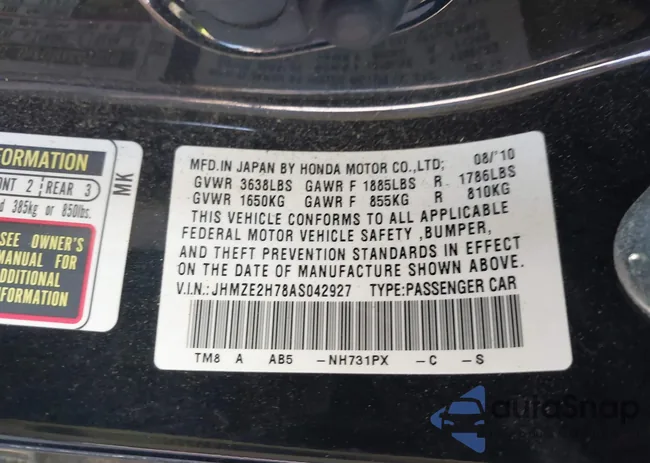 FORMATION
ONT 2 REAR 3
d 385kg or 850lbs.
SEE OWNER'S
MANUAL FOR
ADDITIONAL
INFORMATION
MK
MFD.IN JAPAN BY HONDA MOTOR CO.,LTD; 08/'10
GVWR 3638LBS GAWR F 1885LBS R 1786LBS
GVWR 1650KG GAWR F 855KG R 810KG
THIS VEHICLE CONFORMS TO ALL APPLICABLE
FEDERAL MOTOR VEHICLE SAFETY ,BUMPER,
AND THEFT PREVENTION STANDARDS IN EFFECT
ON THE DATE OF MANUFACTURE SHOWN ABOVE.
V.I.N.: JHMZE2H78AS042927 TYPE:PASSENGER CAR
TM8 A AB5 -NH731PX -C -S
autoSnap